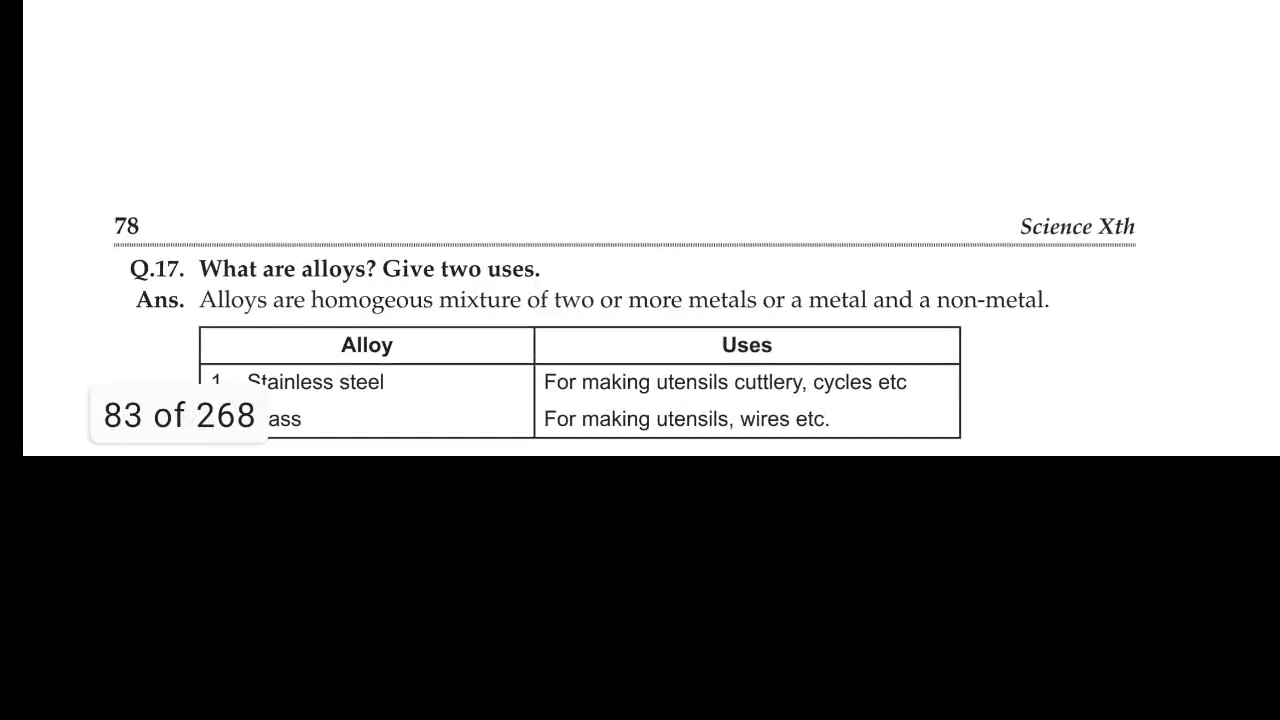 78 Science Xth
Q.17. What are alloys? Give two uses.
Ans. Alloys are homogeous mixture of two or more metals or a metal and a non-metal.
Alloy Uses
1. Stainless steel For making utensils cuttlery, cycles etc
83 of 268 ass For making utensils, wires etc.